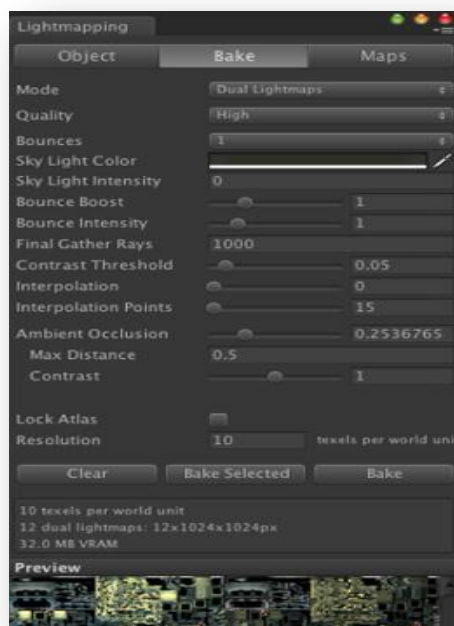 Lightmapping
Object Bake Maps
Mode Dual Lightmaps
Quality High
Bounces 1
Sky Light Color
Sky Light Intensity 0
Bounce Boost 1
Bounce Intensity 1
Final Gather Rays 1000
Contrast Threshold 0.05
Interpolation 0
Interpolation Points 15
Ambient Occlusion 0.2536765
Max Distance 0.5
Contrast 1
Lock Atlas
Resolution 10 texels per world uni
Clear Bake Selected Bake
10 texels per world unit
12 dual lightmaps: 12x1024x1024px
32.0 MB VRAM
Preview